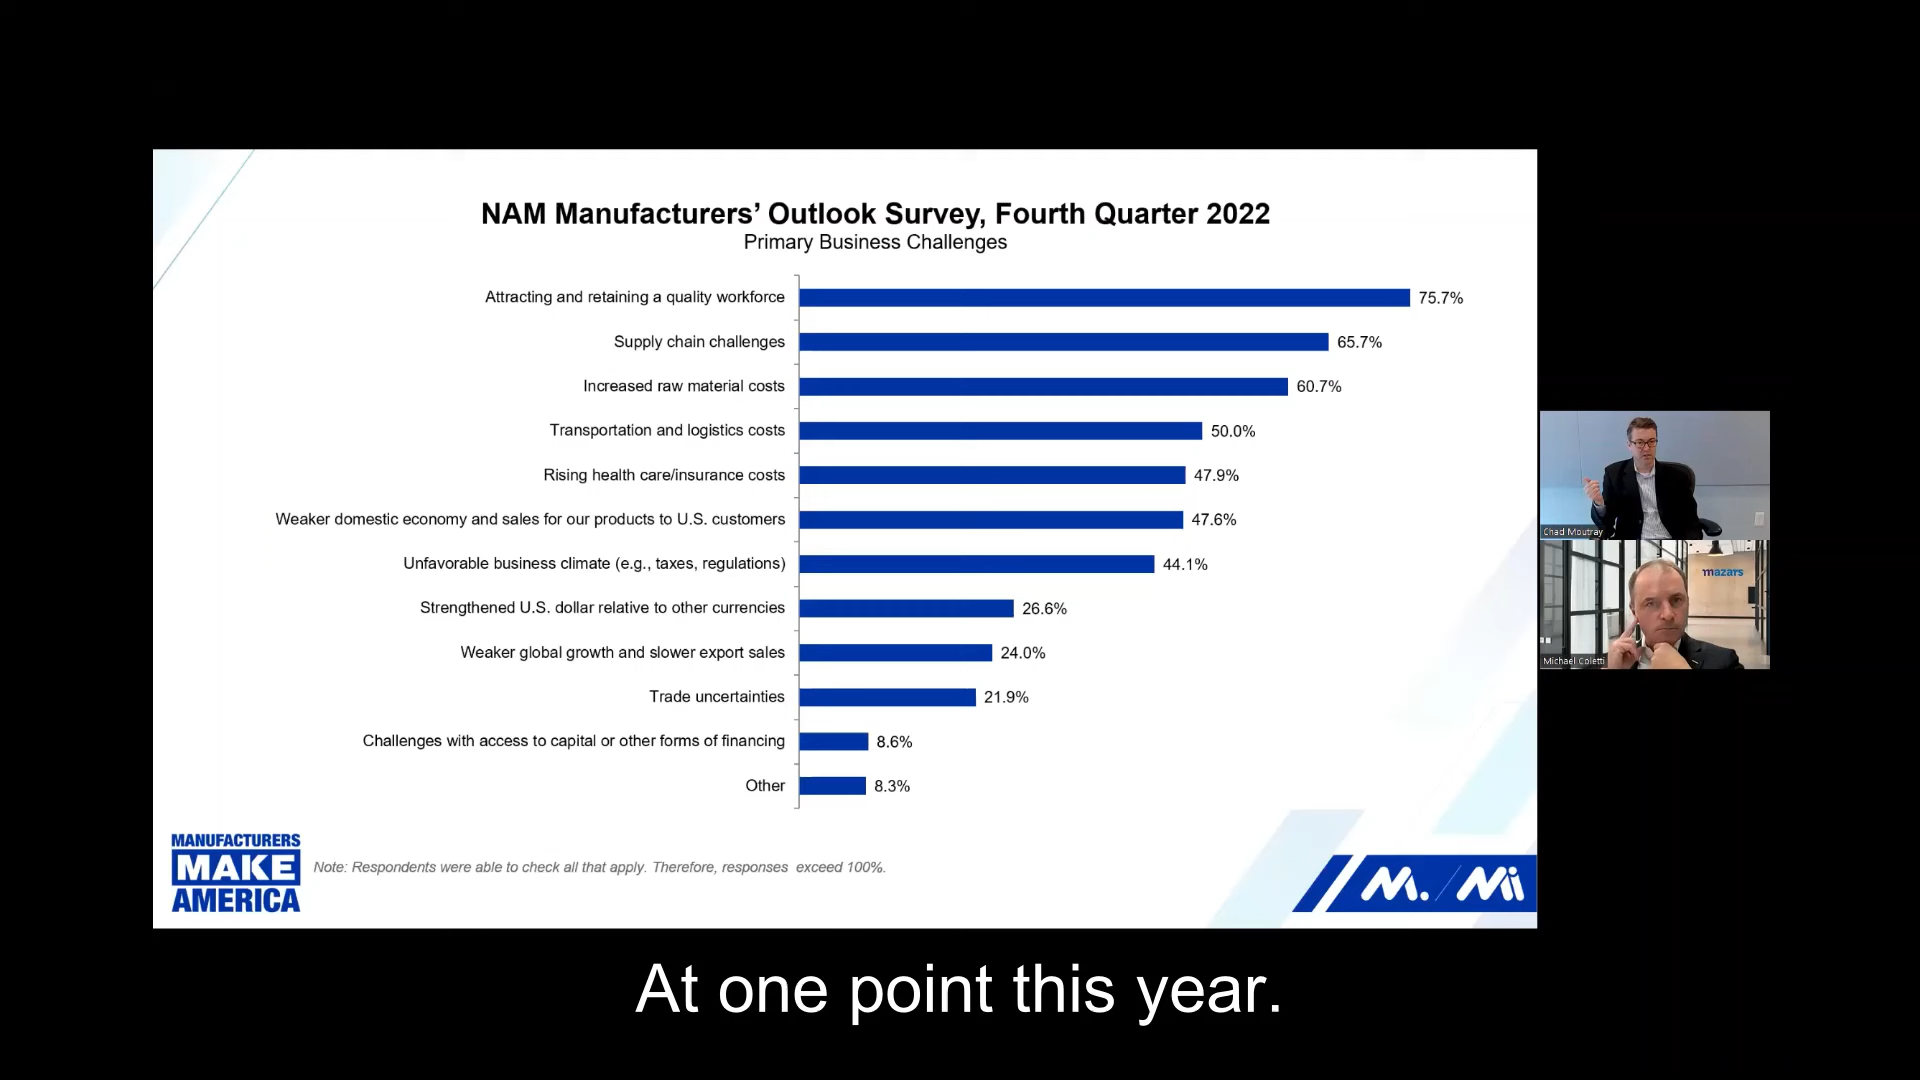 NAM Manufacturers’ Outlook Survey, Fourth Quarter 2022
Primary Business Challenges
Attracting and retaining a quality workforce 75.7%
Supply chain challenges 65.7%
Increased raw material costs 60.7%
Transportation and logistics costs 50.0%
Rising health care/insurance costs 47.9%
Weaker domestic economy and sales for our products to U.S. customers 47.6%
Unfavorable business climate (e.g., taxes, regulations) 44.1%
Strengthened U.S. dollar relative to other currencies 26.6%
Weaker global growth and slower export sales 24.0%
Trade uncertainties 21.9%
Challenges with access to capital or other forms of financing 8.6%
Other 8.3%
MANUFACTURERS
MAKE
AMERICA
Note: Respondents were able to check all that apply. Therefore, responses  exceed 100%.
M. / Mi
Chad Moutray
mazars
Michael Coletti
At one point this year.